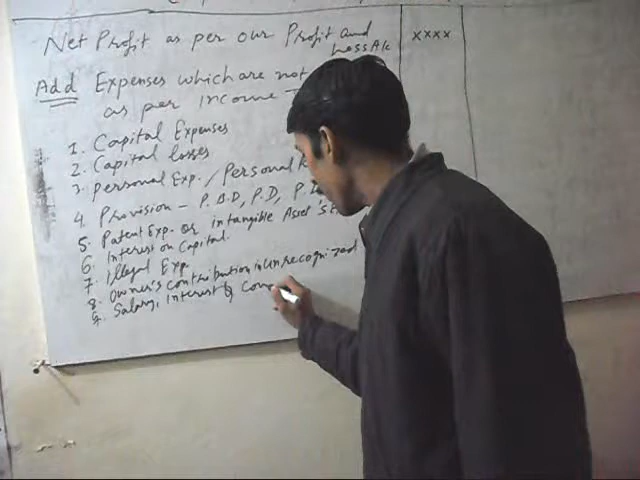 Net Profit as per our Profit and
Loss A/c
xxxx
Add Expenses which are not
as per Income
1. Capital Expenses
2. Capital losses
3. Personal Exp. / Personal
4. Provision - P.B.D, P.D, P.
5. Patent Exp. or intangible Asset's
6. Interest on Capital.
7. Illegal Exp
8. Owner's contribution in Unrecognized
9. Salary, Interest &